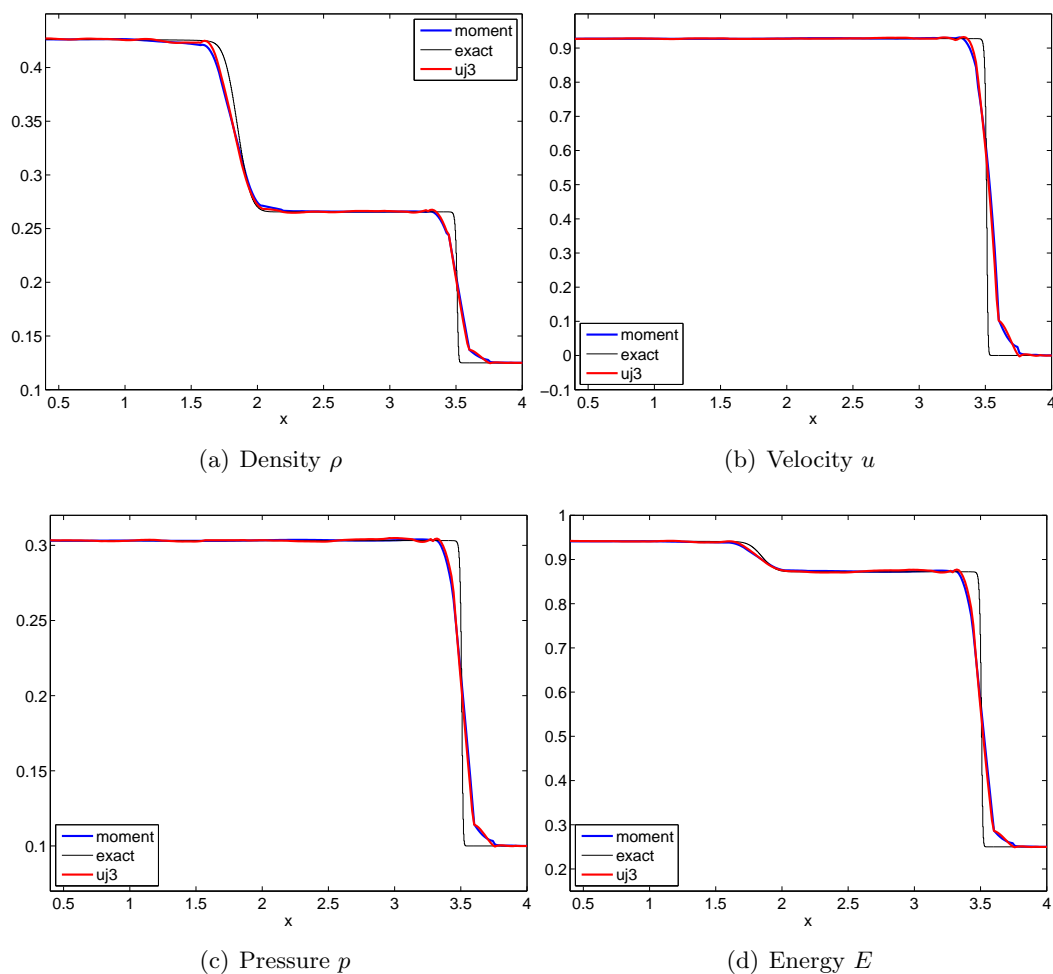 0.4
0.35
0.3
0.25
0.2
0.15
0.1
0.5 1 1.5 2 2.5 3 3.5 4
x
moment
exact
uj3
(a) Density ρ
0.9
0.8
0.7
0.6
0.5
0.4
0.3
0.2
0.1
0
−0.1
0.5 1 1.5 2 2.5 3 3.5 4
x
moment
exact
uj3
(b) Velocity u
0.3
0.25
0.2
0.15
0.1
0.5 1 1.5 2 2.5 3 3.5 4
x
moment
exact
uj3
(c) Pressure p
1
0.9
0.8
0.7
0.6
0.5
0.4
0.3
0.2
0.5 1 1.5 2 2.5 3 3.5 4
x
moment
exact
uj3
(d) Energy E